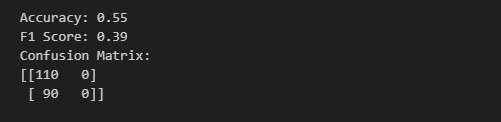 Accuracy: 0.55
F1 Score: 0.39
Confusion Matrix:
[[110   0]
 [ 90   0]]